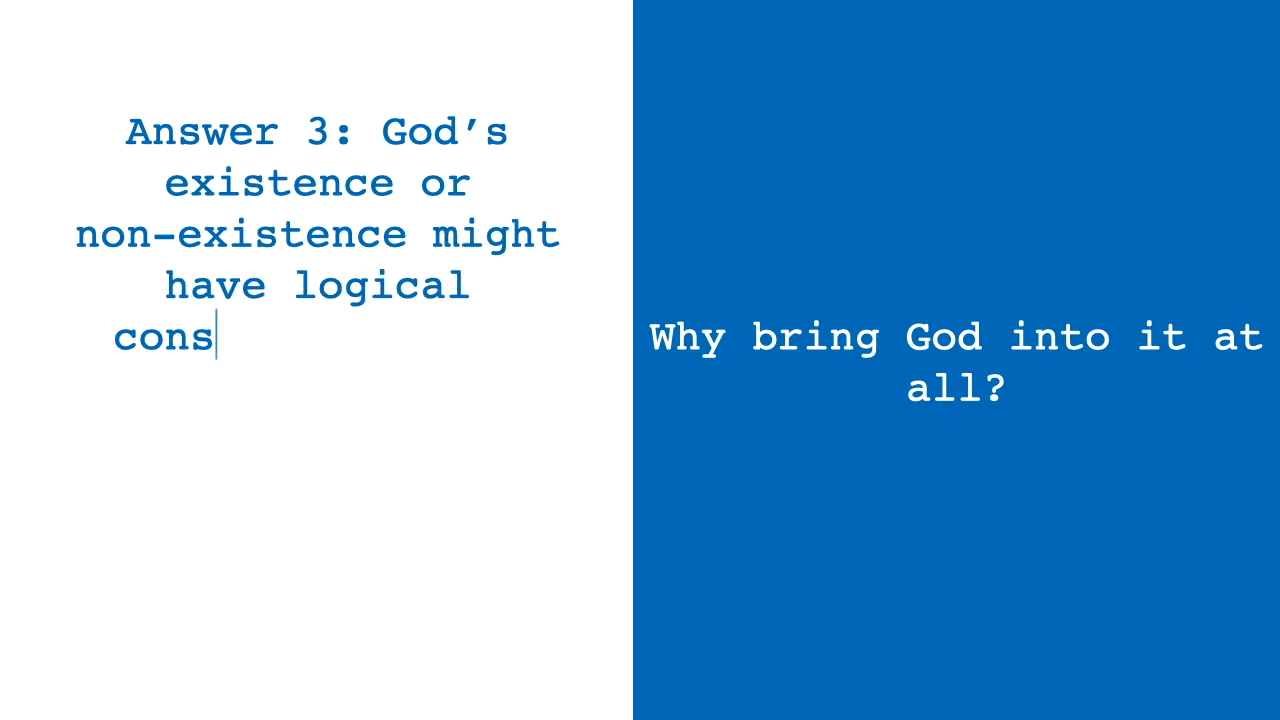 Answer 3: God’s
existence or
non-existence might
have logical
cons
Why bring God into it at
all?